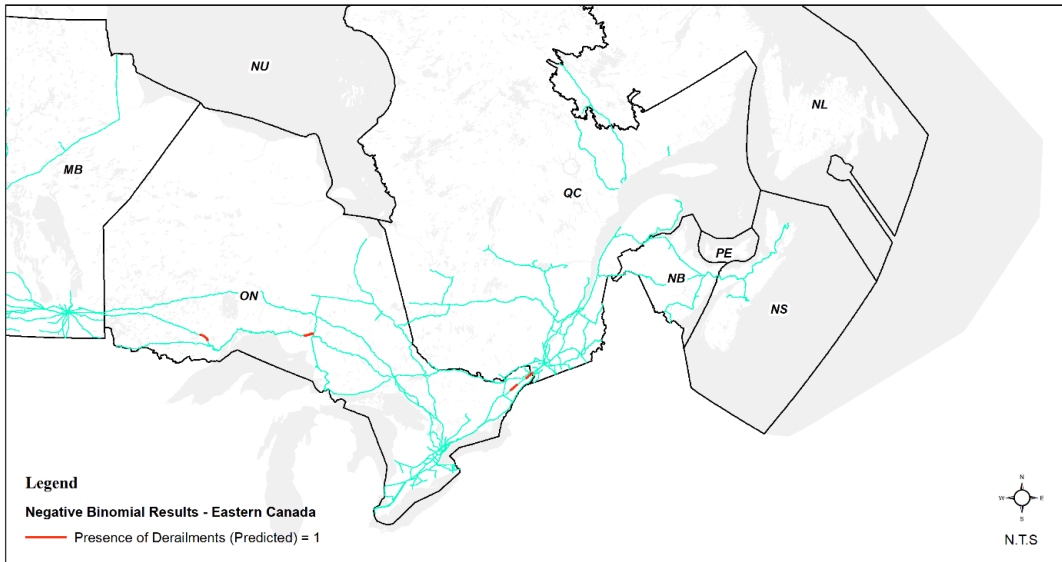 NU
NL
MB
QC
PE
ON
NB
NS
Legend
Negative Binomial Results - Eastern Canada
Presence of Derailments (Predicted) = 1
N
W
E
S
N.T.S